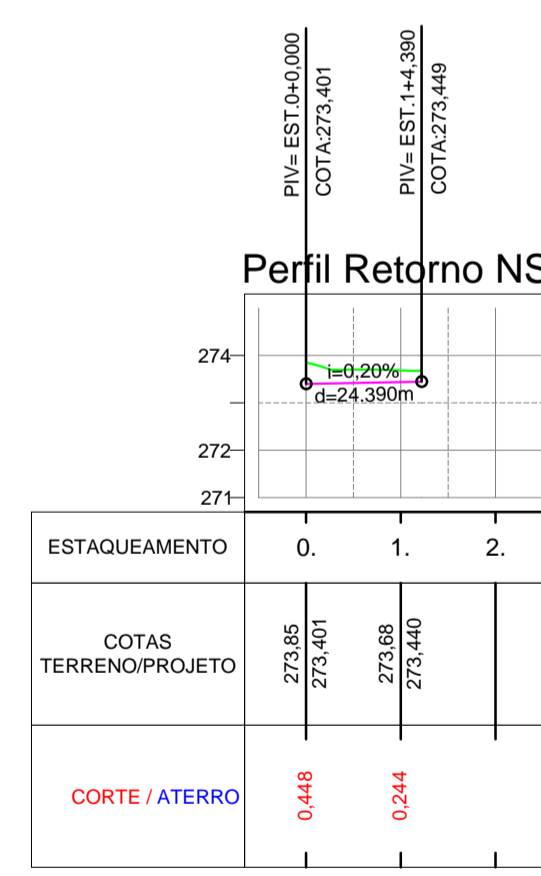 PIV= EST.0+0,000
COTA:273,401
PIV= EST.1+4,390
COTA:273,449
Perfil Retorno NS
274
i=0,20%
d=24.390m
272
271
ESTAQUEAMENTO 0. 1. 2.
COTAS
TERRENO/PROJETO
273,85
273,401
273,68
273,440
CORTE / ATERRO
0,448
0,244